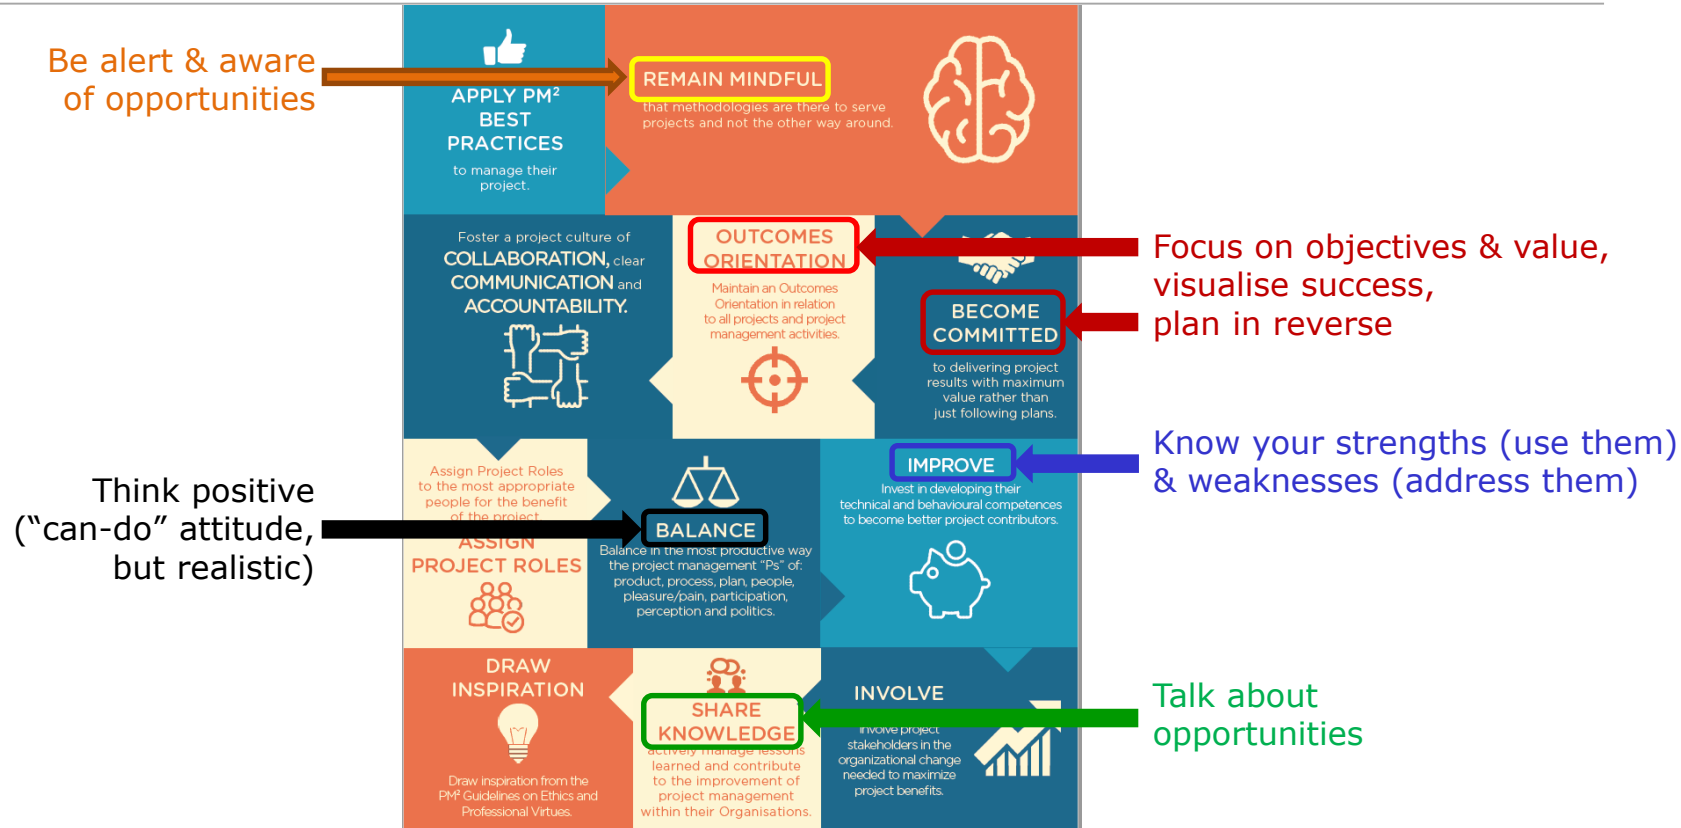 Be alert & aware
of opportunities
APPLY PM²
BEST
PRACTICES
to manage their
project.
REMAIN MINDFUL
that methodologies are there to serve
projects and not the other way around.
Foster a project culture of
COLLABORATION, clear
COMMUNICATION and
ACCOUNTABILITY.
OUTCOMES
ORIENTATION
Maintain an Outcomes
Orientation in relation
to all projects and project
management activities.
BECOME
COMMITTED
to delivering project
results with maximum
value rather than
just following plans.
Focus on objectives & value,
visualise success,
plan in reverse
Think positive
(“can-do” attitude,
but realistic)
Assign Project Roles
to the most appropriate
people for the benefit
of the project.
ASSIGN
PROJECT ROLES
BALANCE
Balance in the most productive way
the project management “Ps” of:
product, process, plan, people,
pleasure/pain, participation,
perception and politics.
IMPROVE
Invest in developing their
technical and behavioural competences
to become better project contributors.
Know your strengths (use them)
& weaknesses (address them)
DRAW
INSPIRATION
Draw inspiration from the
PM² Guidelines on Ethics and
Professional Virtues.
SHARE
KNOWLEDGE
actively manage lessons
learned and contribute
to the improvement of
project management
within their Organisations.
INVOLVE
Involve project
stakeholders in the
organizational change
needed to maximize
project benefits.
Talk about
opportunities